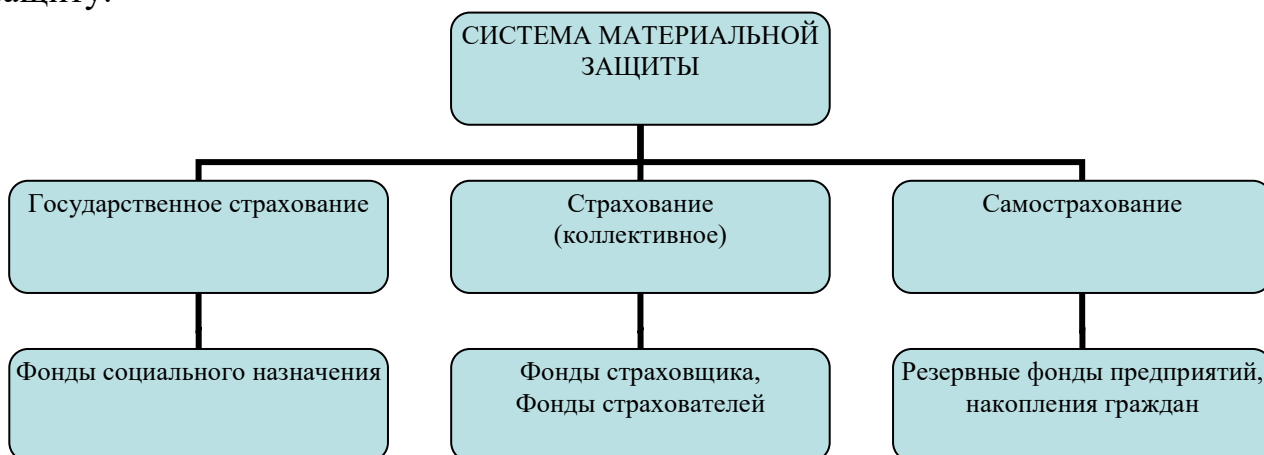 защиту.
СИСТЕМА МАТЕРИАЛЬНОЙ
ЗАЩИТЫ
Государственное страхование
Страхование
(коллективное)
Самострахование
Фонды социального назначения
Фонды страховщика,
Фонды страхователей
Резервные фонды предприятий,
накопления граждан